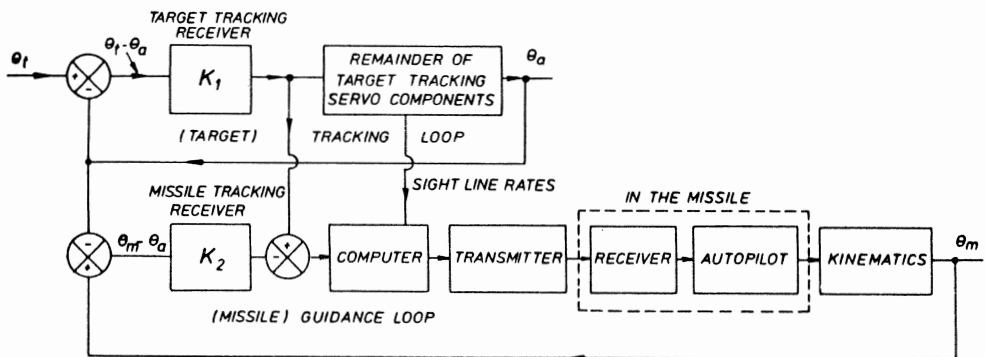 TARGET TRACKING
RECEIVER
θt
θt-θa
K1
REMAINDER OF
TARGET TRACKING
SERVO COMPONENTS
θa
+
-
(TARGET) TRACKING LOOP
SIGHT LINE RATES
MISSILE TRACKING
RECEIVER
IN THE MISSILE
-
+
θm-θa
K2
-
+
COMPUTER
TRANSMITTER
RECEIVER
AUTOPILOT
KINEMATICS
θm
(MISSILE) GUIDANCE LOOP